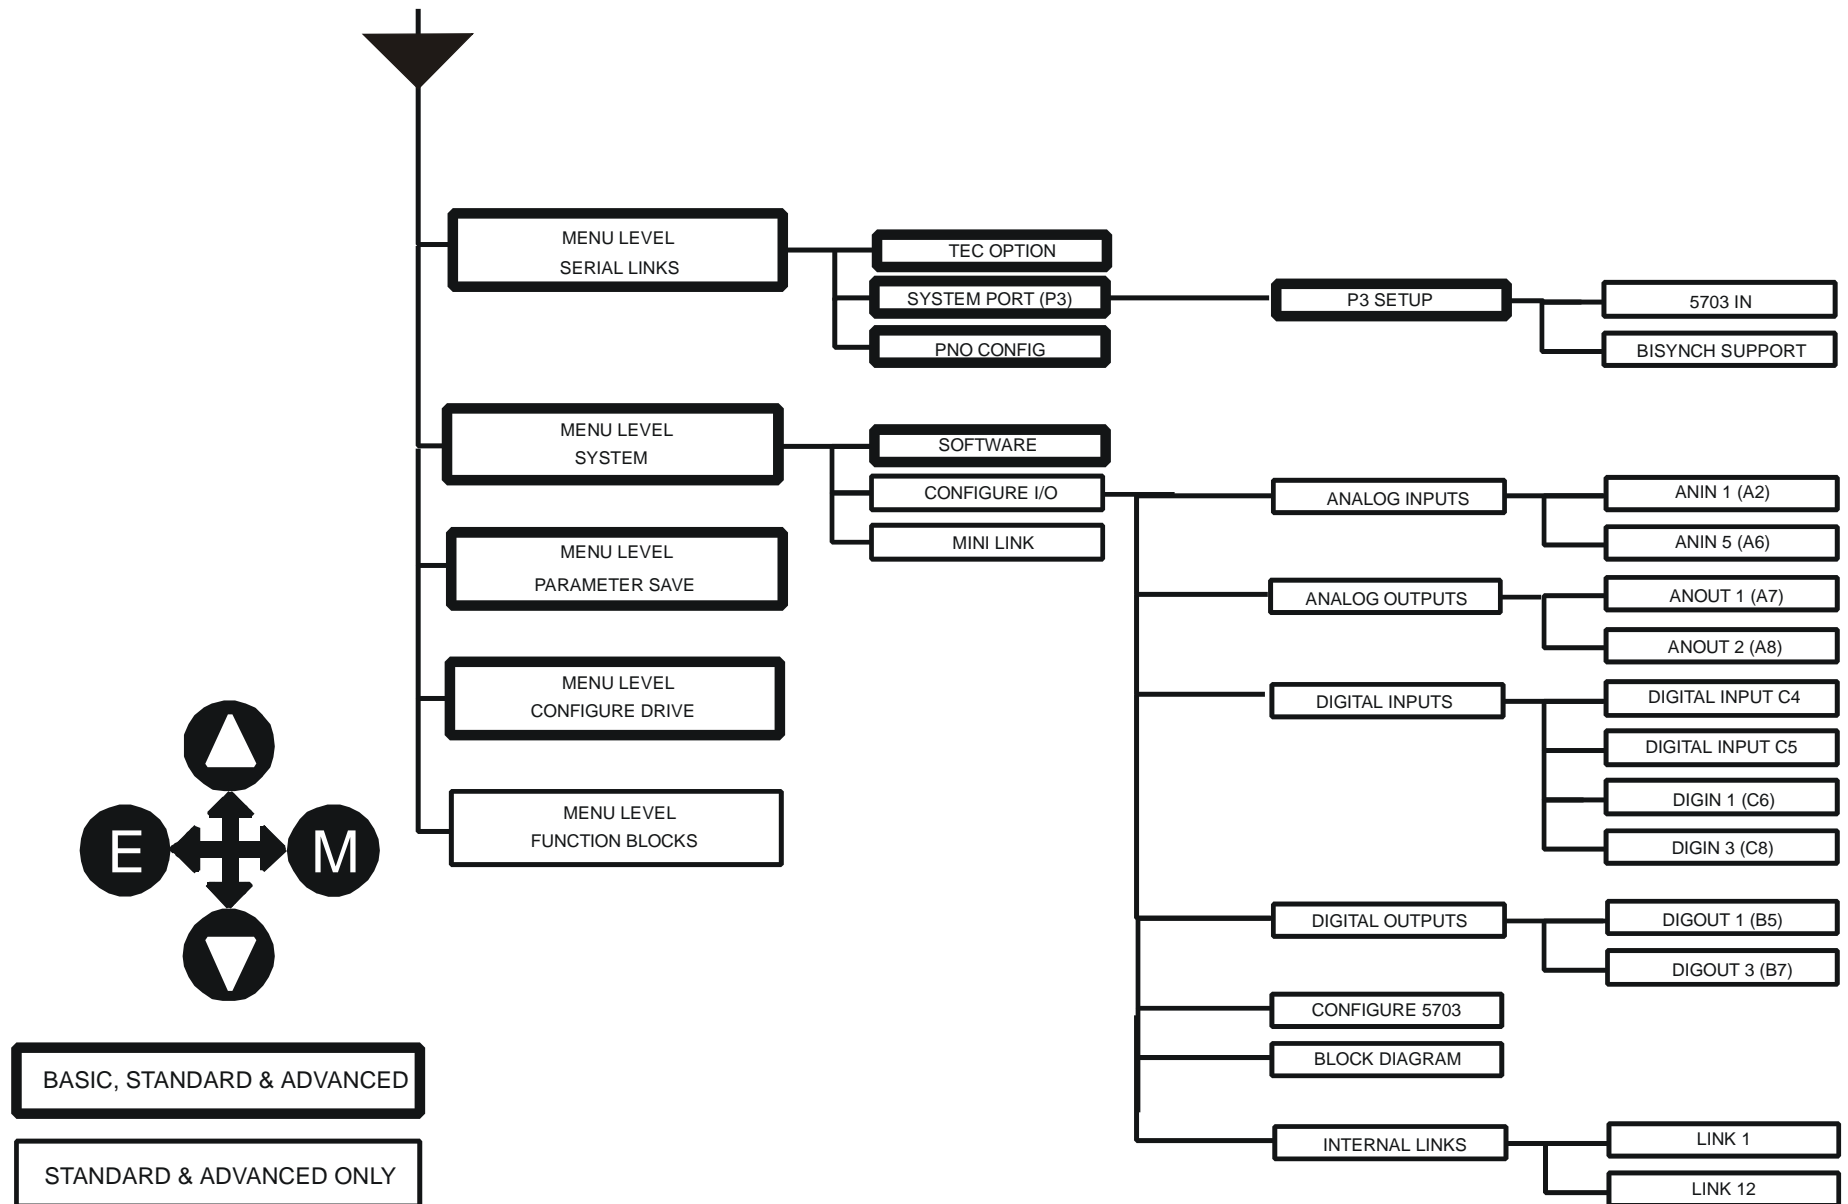 MENU LEVEL
SERIAL LINKS
TEC OPTION
SYSTEM PORT (P3)
PNO CONFIG
P3 SETUP
5703 IN
BISYNCH SUPPORT
MENU LEVEL
SYSTEM
SOFTWARE
CONFIGURE I/O
MINI LINK
ANALOG INPUTS
ANIN 1 (A2)
ANIN 5 (A6)
ANALOG OUTPUTS
ANOUT 1 (A7)
ANOUT 2 (A8)
DIGITAL INPUTS
DIGITAL INPUT C4
DIGITAL INPUT C5
DIGIN 1 (C6)
DIGIN 3 (C8)
DIGITAL OUTPUTS
DIGOUT 1 (B5)
DIGOUT 3 (B7)
CONFIGURE 5703
BLOCK DIAGRAM
INTERNAL LINKS
LINK 1
LINK 12
MENU LEVEL
PARAMETER SAVE
MENU LEVEL
CONFIGURE DRIVE
MENU LEVEL
FUNCTION BLOCKS
E
M
BASIC, STANDARD & ADVANCED
STANDARD & ADVANCED ONLY